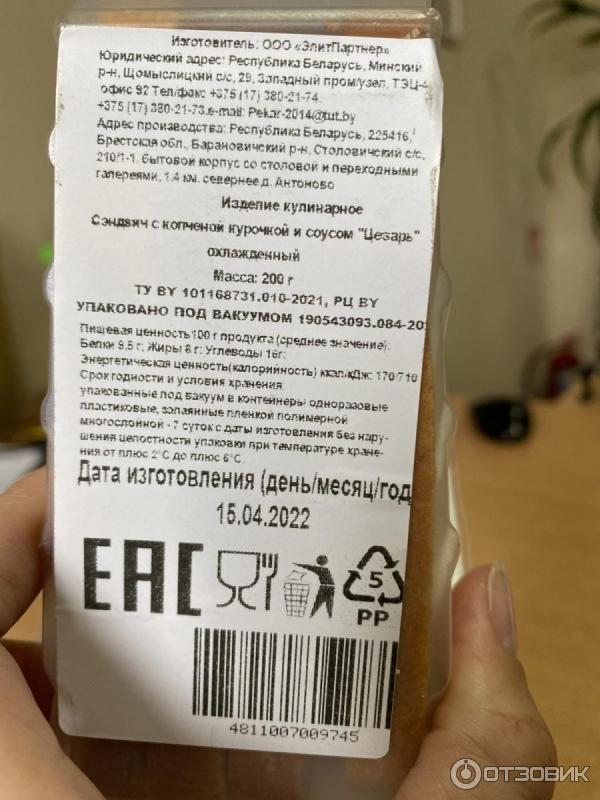 Изготовитель: ООО «ЭлитПартнер»
Юридический адрес: Республика Беларусь, Минский
р-н, Щомыслицкий с/с, 29, Западный промузел, ТЭЦ-4
офис 92 Тел/факс +375 (17) 380-21-74
+375 (17) 380-21-73.e-mail: Pekar-2014@tut.by
Адрес производства: Республика Беларусь, 225416,
Брестская обл., Барановичский р-н, Столовичский с/с,
210/1-1, бытовой корпус со столовой и переходными
галереями, 1.4 км. севернее д. Антоново
Изделие кулинарное
Сэндвич с копченой курочкой и соусом "Цезарь"
охлажденный
Масса: 200 г
ТУ BY 101168731.010-2021, РЦ BY
УПАКОВАНО ПОД ВАКУУМОМ 190543093.084-20
Пищевая ценность100 г продукта (среднее значение):
Белки 9.5 г; Жиры 8 г; Углеводы 16г;
Энергетическая ценность(калорийность) ккал/кДж: 170/710
Срок годности и условия хранения
упакованные под вакуум в контейнеры одноразовые
пластиковые, запаянные пленкой полимерной
многослойной - 7 суток с даты изготовления без нару-
шения целостности упаковки при температуре хране-
ния от плюс 2°С до плюс 6°С.
Дата изготовления (день/месяц/год
15.04.2022
EAC
5
PP
4811007009745
ОТЗОВИК